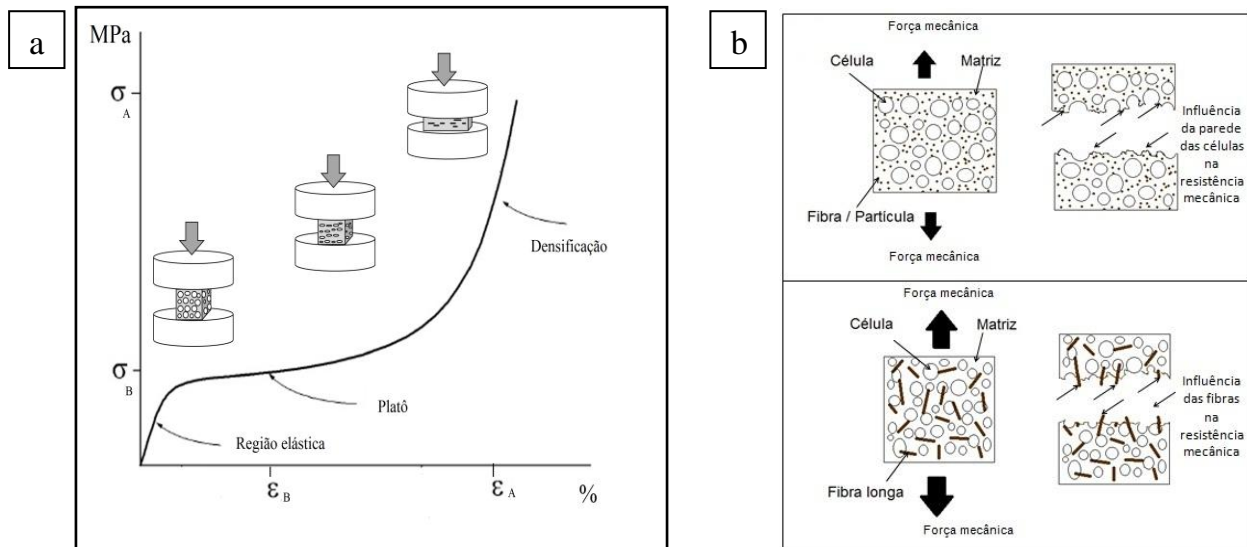 a
MPa
σ
A
σ
B
Densificação
Platô
Região elástica
ε B
ε A
%
b
Força mecânica
Célula
Matriz
Fibra / Partícula
Força mecânica
Influência
da parede
das células
na
resistência
mecânica
Força mecânica
Célula
Matriz
Fibra longa
Força mecânica
Influência
das fibras
na
resistência
mecânica